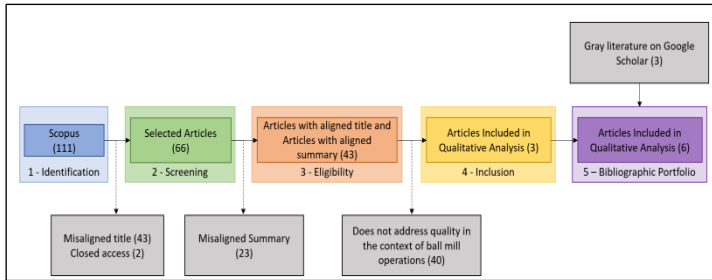 Gray literature on Google
Scholar (3)
Scopus
(111)
1 - Identification
Selected Articles
(66)
2 - Screening
Articles with aligned title and
Articles with aligned
summary (43)
3 - Eligibility
Articles Included in
Qualitative Analysis (3)
4 - Inclusion
Articles Included in
Qualitative Analysis (6)
5 – Bibliographic Portfolio
Misaligned title (43)
Closed access (2)
Misaligned Summary
(23)
Does not address quality in
the context of ball mill
operations (40)